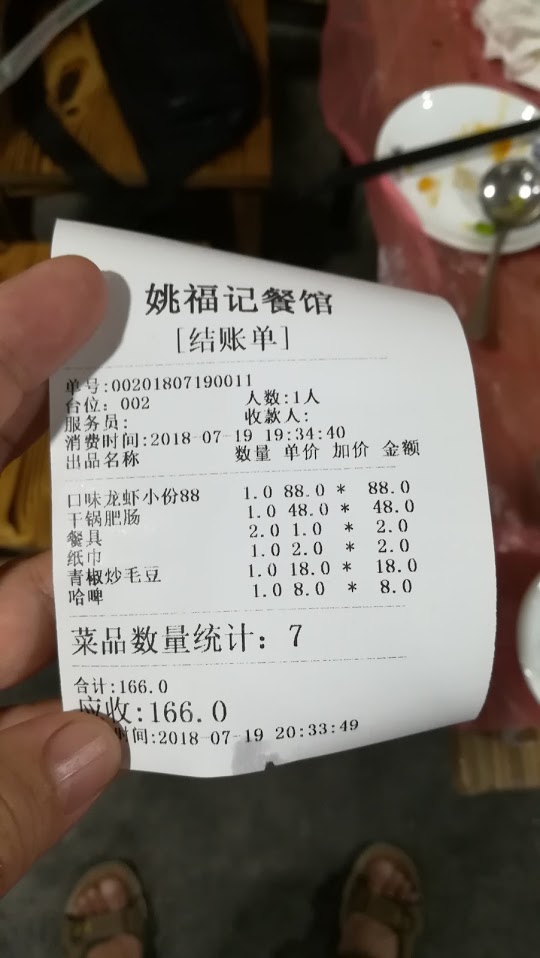 姚福记餐馆
[结账单]
单号:00201807190011
台位: 002 人数:1人
服务员: 收款人:
消费时间:2018-07-19 19:34:40
出品名称 数量 单价 加价 金额
口味龙虾小份88 1.0 88.0 * 88.0
干锅肥肠 1.0 48.0 * 48.0
餐具 2.0 1.0 * 2.0
纸巾 1.0 2.0 * 2.0
青椒炒毛豆 1.0 18.0 * 18.0
哈啤 1.0 8.0 * 8.0
菜品数量统计: 7
合计:166.0
应收:166.0
时间:2018-07-19 20:33:49